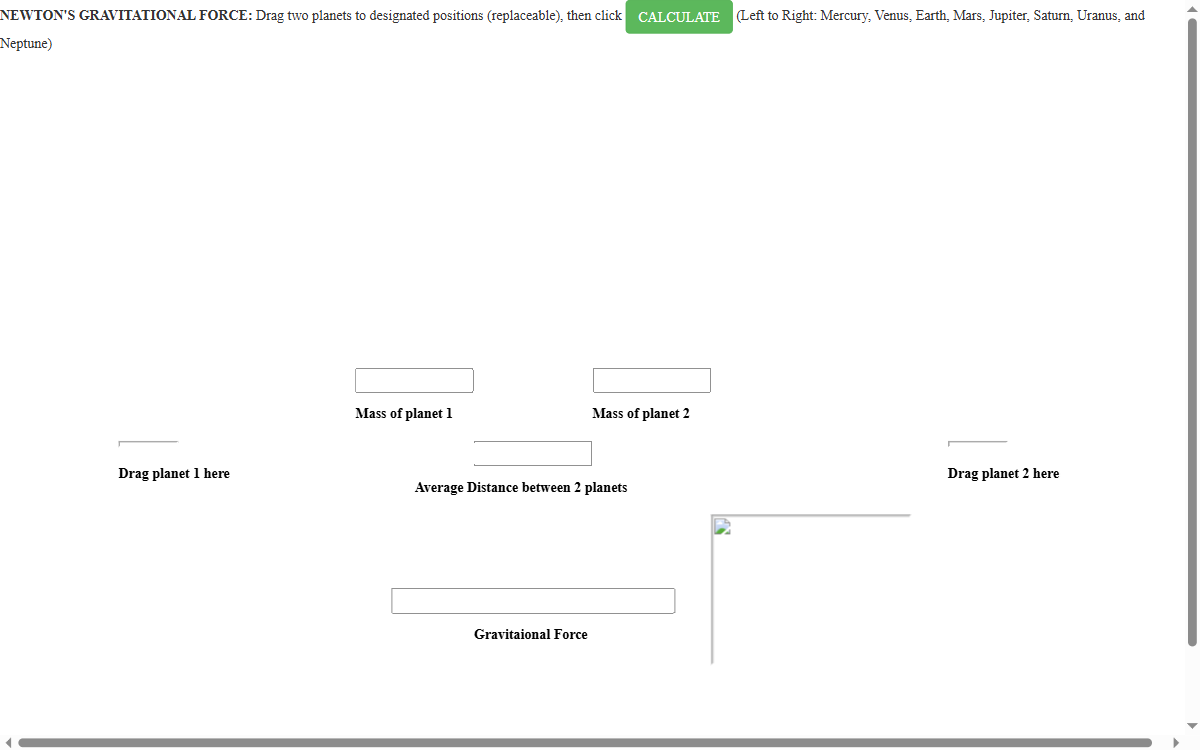 NEWTON'S GRAVITATIONAL FORCE: Drag two planets to designated positions (replaceable), then click CALCULATE (Left to Right: Mercury, Venus, Earth, Mars, Jupiter, Saturn, Uranus, and
Neptune)
Mass of planet 1 Mass of planet 2
Drag planet 1 here Drag planet 2 here
Average Distance between 2 planets
Gravitaional Force